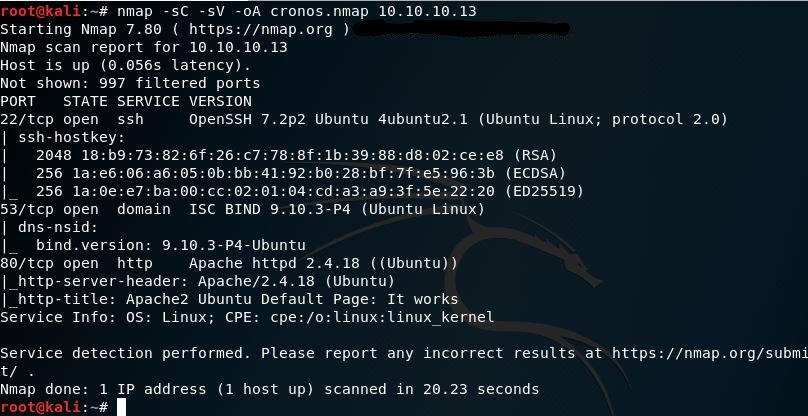 root@kali:~# nmap -sC -sV -oA cronos.nmap 10.10.10.13
Starting Nmap 7.80 ( https://nmap.org )
Nmap scan report for 10.10.10.13
Host is up (0.056s latency).
Not shown: 997 filtered ports
PORT   STATE SERVICE VERSION
22/tcp open  ssh     OpenSSH 7.2p2 Ubuntu 4ubuntu2.1 (Ubuntu Linux; protocol 2.0)
| ssh-hostkey:
|   2048 18:b9:73:82:6f:26:c7:78:8f:1b:39:88:d8:02:ce:e8 (RSA)
|   256 1a:e6:06:a6:05:0b:bb:41:92:b0:28:bf:7f:e5:96:3b (ECDSA)
|_  256 1a:0e:e7:ba:00:cc:02:01:04:cd:a3:a9:3f:5e:22:20 (ED25519)
53/tcp open  domain  ISC BIND 9.10.3-P4 (Ubuntu Linux)
| dns-nsid:
|_  bind.version: 9.10.3-P4-Ubuntu
80/tcp open  http    Apache httpd 2.4.18 ((Ubuntu))
|_http-server-header: Apache/2.4.18 (Ubuntu)
|_http-title: Apache2 Ubuntu Default Page: It works
Service Info: OS: Linux; CPE: cpe:/o:linux:linux_kernel

Service detection performed. Please report any incorrect results at https://nmap.org/submi
t/ .
Nmap done: 1 IP address (1 host up) scanned in 20.23 seconds
root@kali:~#